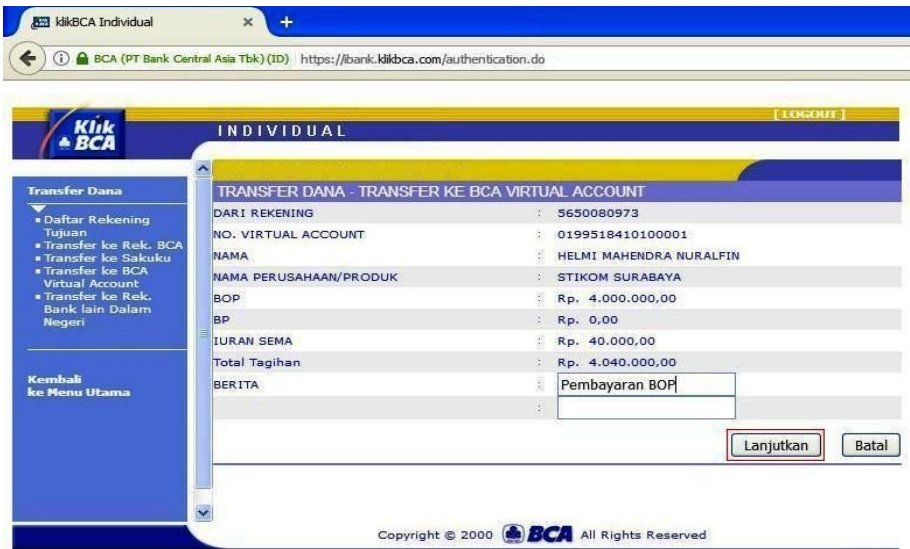 klikBCA Individual
BCA (PT Bank Central Asia Tbk) (ID) https://ibank.klikbca.com/authentication.do
[ LOGOUT ]
Klik
BCA
INDIVIDUAL
Transfer Dana
Daftar Rekening
Tujuan
Transfer ke Rek. BCA
Transfer ke Sakuku
Transfer ke BCA
Virtual Account
Transfer ke Rek.
Bank lain Dalam
Negeri
Kembali
ke Menu Utama
TRANSFER DANA - TRANSFER KE BCA VIRTUAL ACCOUNT
DARI REKENING : 5650080973
NO. VIRTUAL ACCOUNT : 0199518410100001
NAMA : HELMI MAHENDRA NURALFIN
NAMA PERUSAHAAN/PRODUK : STIKOM SURABAYA
BOP : Rp. 4.000.000,00
BP : Rp. 0,00
IURAN SEMA : Rp. 40.000,00
Total Tagihan : Rp. 4.040.000,00
BERITA : Pembayaran BOP
:
Lanjutkan Batal
Copyright © 2000 BCA All Rights Reserved